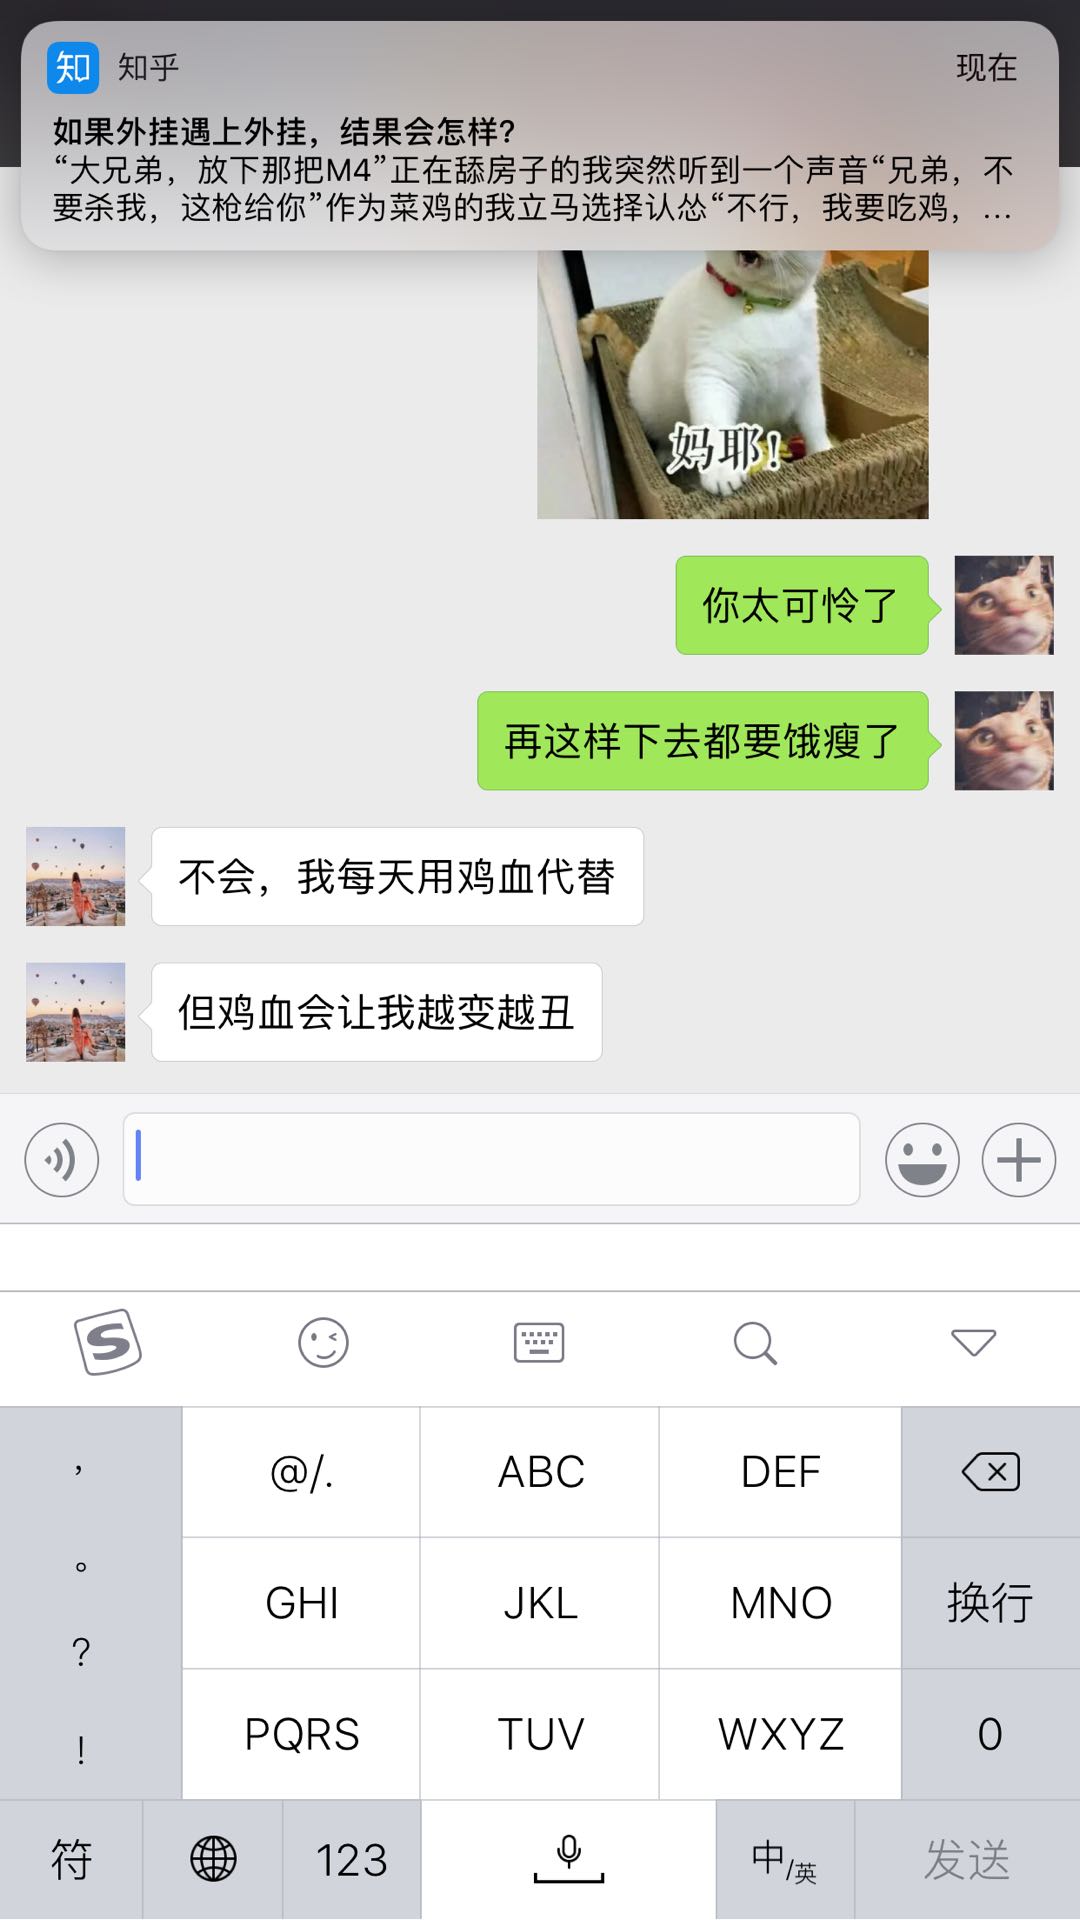 知 知乎 现在
如果外挂遇上外挂，结果会怎样？
“大兄弟，放下那把M4”正在舔房子的我突然听到一个声音“兄弟，不
要杀我，这枪给你”作为菜鸡的我立马选择认怂“不行，我要吃鸡，...
妈耶！
你太可怜了
再这样下去都要饿瘦了
不会，我每天用鸡血代替
但鸡血会让我越变越丑
S
， @/. ABC DEF
。 GHI JKL MNO 换行
？
！ PQRS TUV WXYZ 0
符 123 中/英 发送